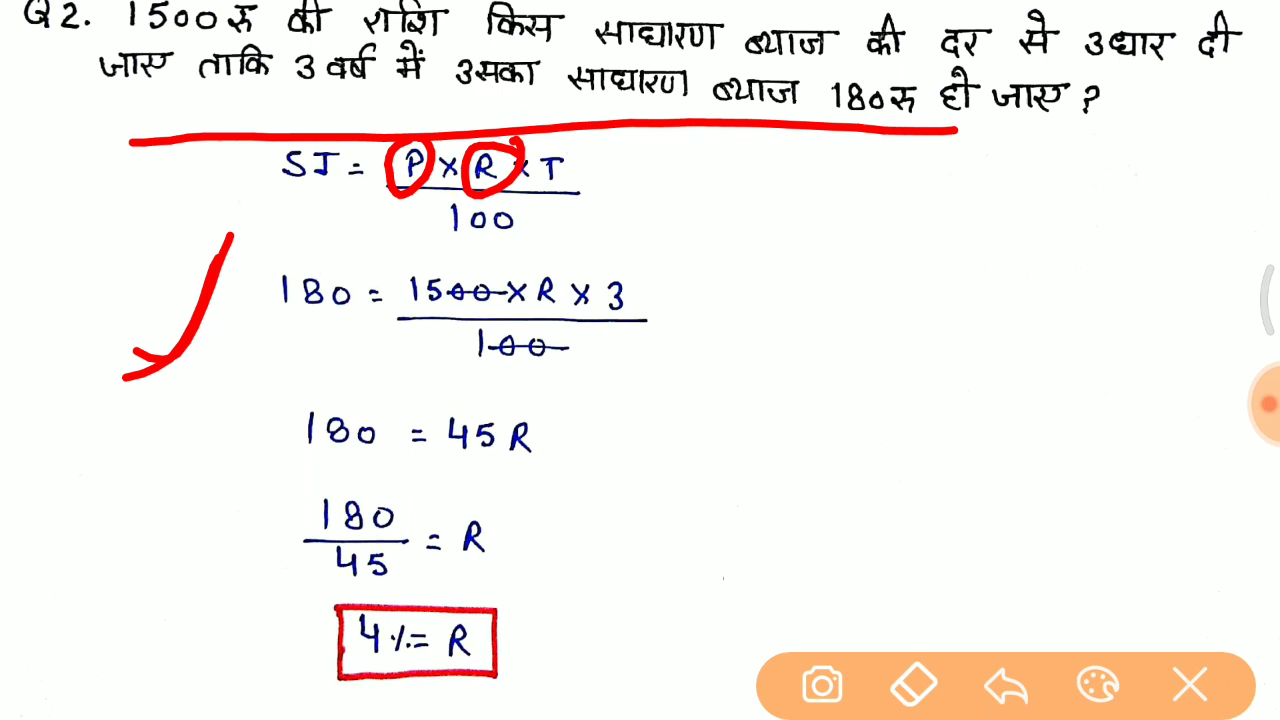 Q2. 1500रु की राशि किस साधारण ब्याज की दर से उधार दी
जाए ताकि 3 वर्ष में उसका साधारण ब्याज 180रु हो जाए ?
SI = P × R × T
100
180 = 1500 × R × 3
100
180 = 45 R
180
45 = R
4% = R